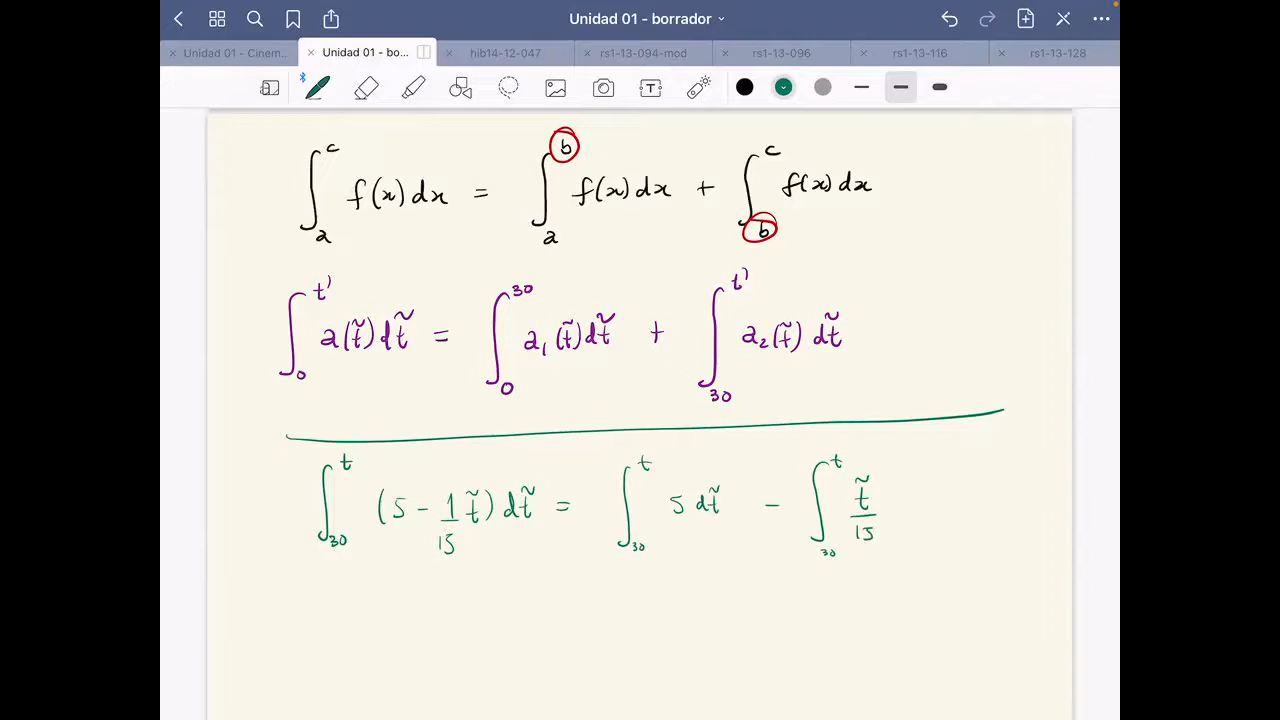 Unidad 01 - borrador
Unidad 01 - Cinem...
Unidad 01 - bo...
hib14-12-047
rs1-13-094-mod
rs1-13-096
rs1-13-116
rs1-13-128
∫_a^c f(x) dx = ∫_a^b f(x) dx + ∫_b^c f(x) dx
∫_0^t' a(t̃) dt̃ = ∫_0^30 a₁(t̃) dt̃ + ∫_30^t' a₂(t̃) dt̃
∫_30^t (5 - 1/15 t̃) dt̃ = ∫_30^t 5 dt̃ - ∫_30^t t̃/15